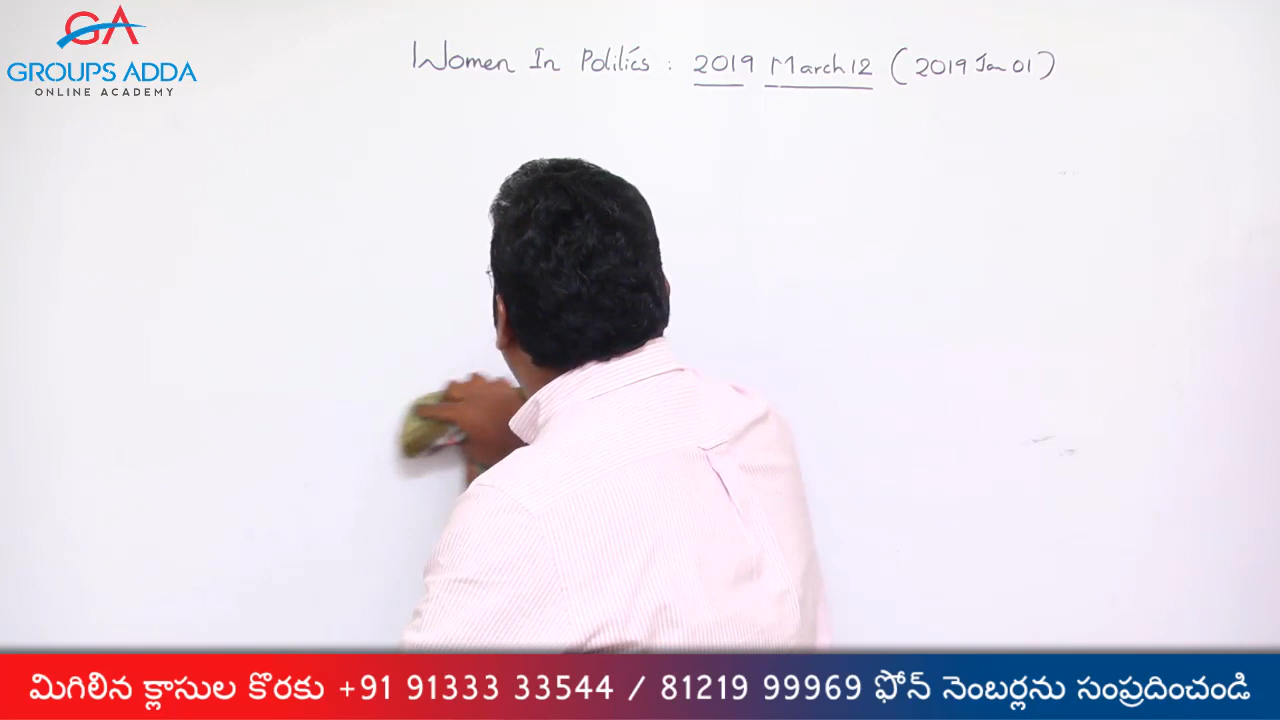 GA
GROUPS ADDA
ONLINE ACADEMY
Women In Politics : 2019 March 12 (2019 Jan 01)
మిగిలిన క్లాసుల కొరకు +91 91333 33544 / 81219 99969 ఫోన్ నెంబర్లను సంప్రదించండి